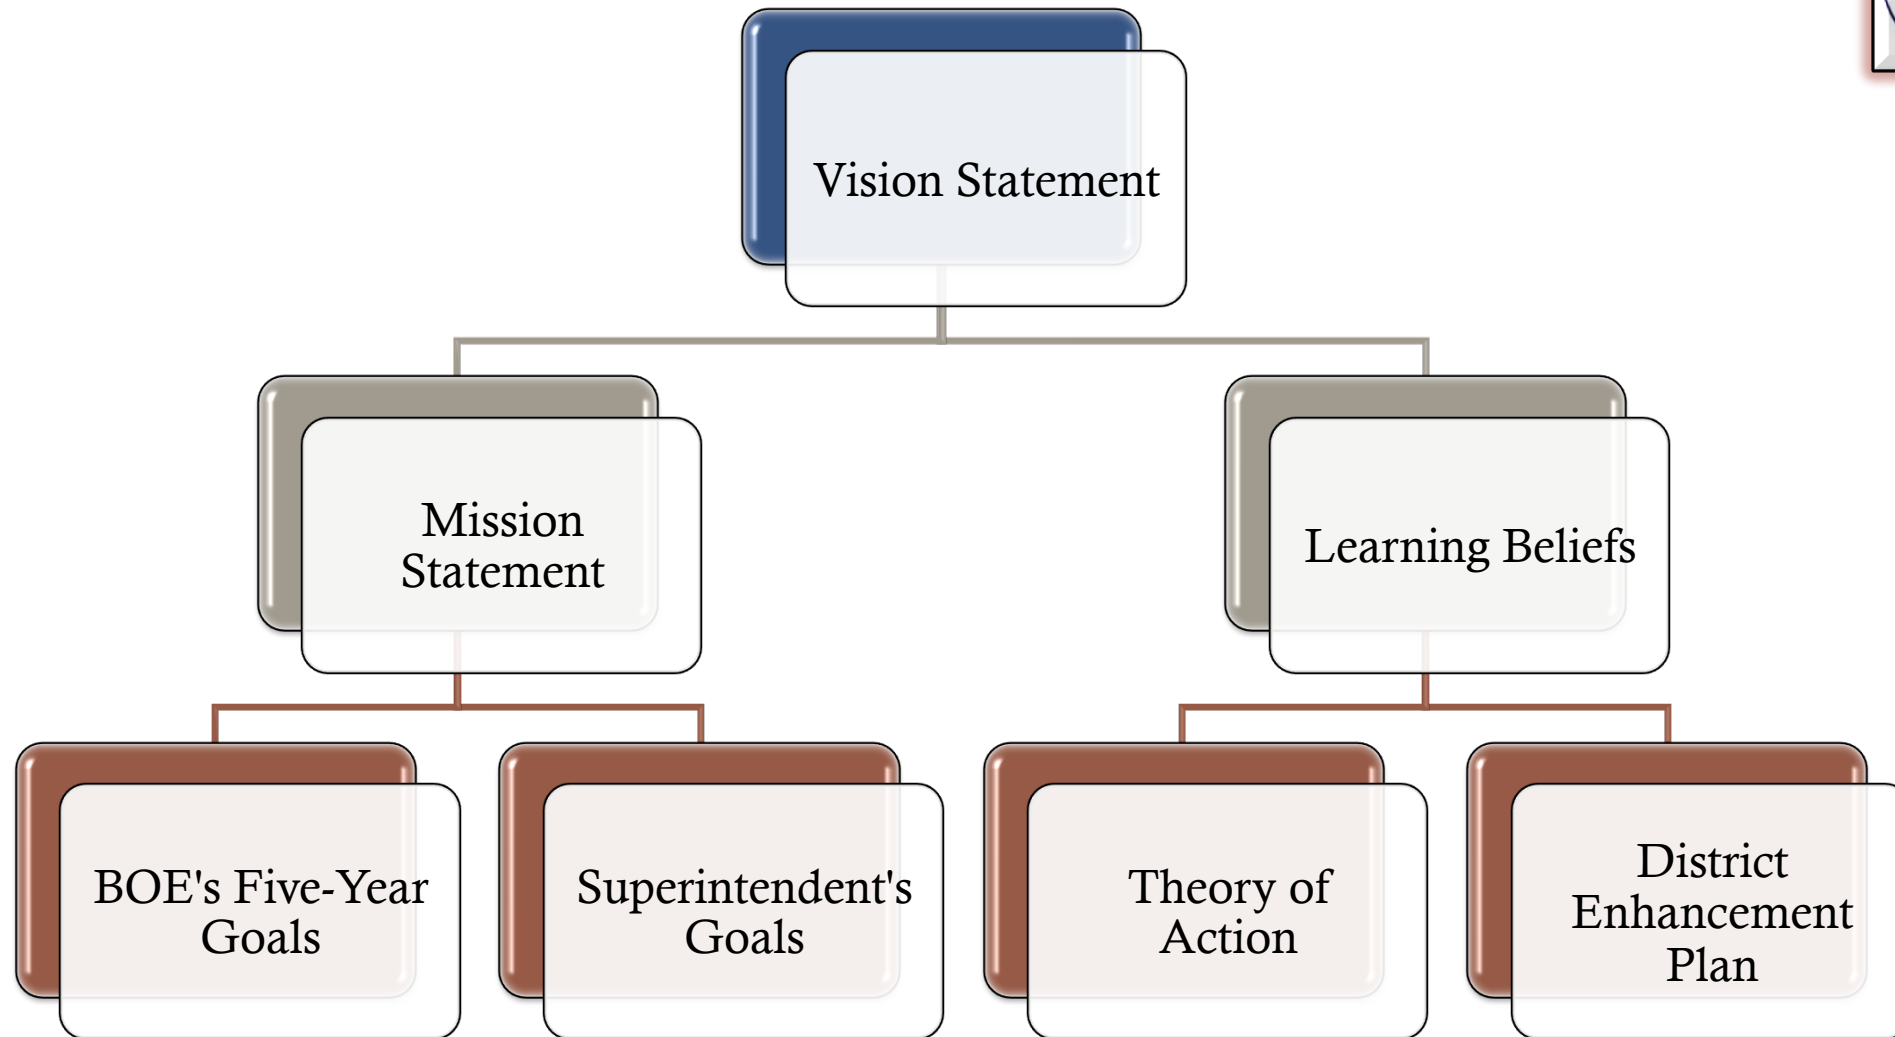 Vision Statement
Mission
Statement
Learning Beliefs
BOE's Five-Year
Goals
Superintendent's
Goals
Theory of
Action
District
Enhancement
Plan